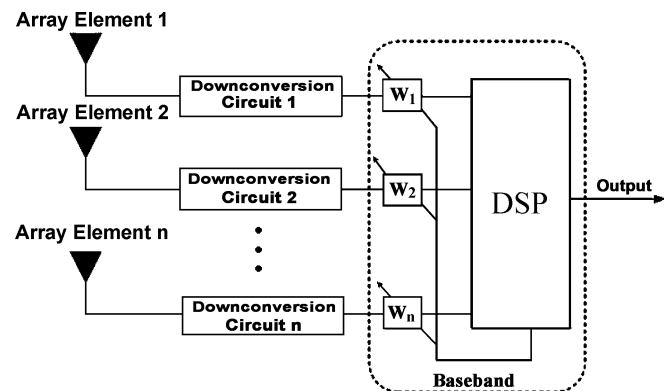 Array Element 1
Downconversion
Circuit 1
W1
Array Element 2
Downconversion
Circuit 2
W2
DSP
Output
Array Element n
Downconversion
Circuit n
Wn
Baseband